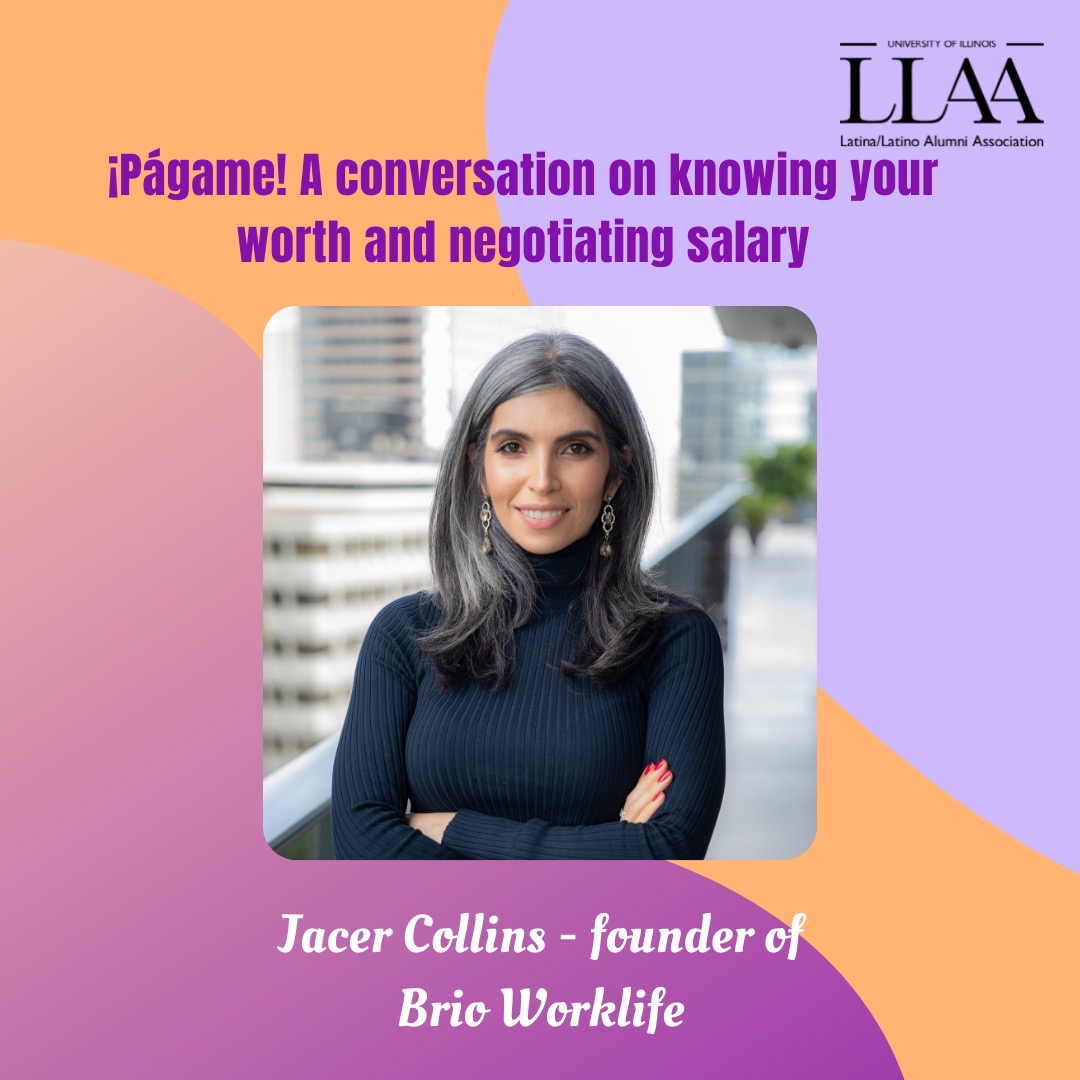 UNIVERSITY OF ILLINOIS
LLAA
Latina/Latino Alumni Association
¡Págame! A conversation on knowing your
worth and negotiating salary
Jacer Collins - founder of
Brio Worklife